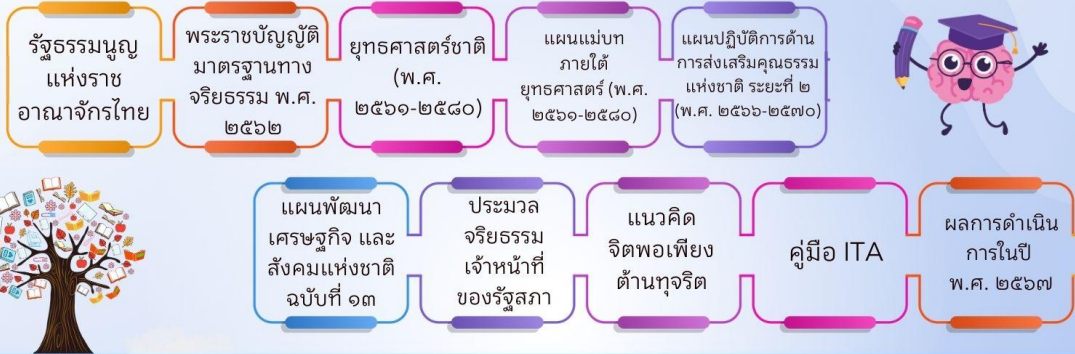 รัฐธรรมนูญ
แห่งราช
อาณาจักรไทย
พระราชบัญญัติ
มาตรฐานทาง
จริยธรรม พ.ศ.
๒๕๖๒
ยุทธศาสตร์ชาติ
(พ.ศ.
๒๕๖๑-๒๕๘๐)
แผนแม่บท
ภายใต้
ยุทธศาสตร์ (พ.ศ.
๒๕๖๑-๒๕๘๐)
แผนปฏิบัติการด้าน
การส่งเสริมคุณธรรม
แห่งชาติ ระยะที่ ๒
(พ.ศ. ๒๕๖๖-๒๕๗๐)
แผนพัฒนา
เศรษฐกิจ และ
สังคมแห่งชาติ
ฉบับที่ ๑๓
ประมวล
จริยธรรม
เจ้าหน้าที่
ของรัฐสภา
แนวคิด
จิตพอเพียง
ต้านทุจริต
คู่มือ ITA
ผลการดำเนิน
การในปี
พ.ศ. ๒๕๖๗